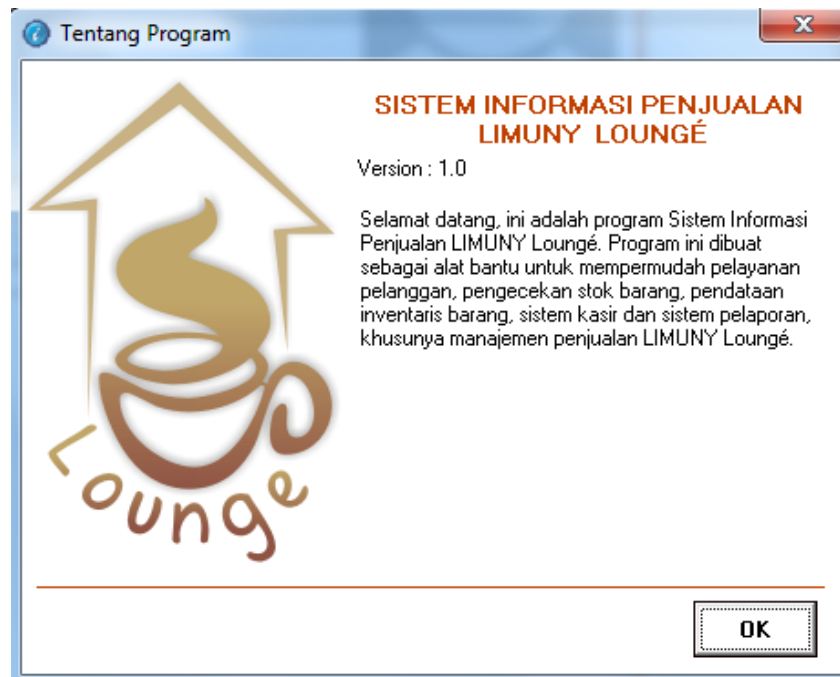 Tentang Program
SISTEM INFORMASI PENJUALAN
LIMUNY LOUNGÉ
Version : 1.0
Selamat datang, ini adalah program Sistem Informasi
Penjualan LIMUNY Loungé. Program ini dibuat
sebagai alat bantu untuk mempermudah pelayanan
pelanggan, pengecekan stok barang, pendataan
inventaris barang, sistem kasir dan sistem pelaporan,
khusunya manajemen penjualan LIMUNY Loungé.
Lounge
OK